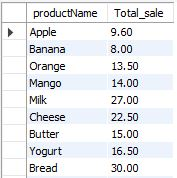 productName Total_sale
Apple 9.60
Banana 8.00
Orange 13.50
Mango 14.00
Milk 27.00
Cheese 22.50
Butter 15.00
Yogurt 16.50
Bread 30.00